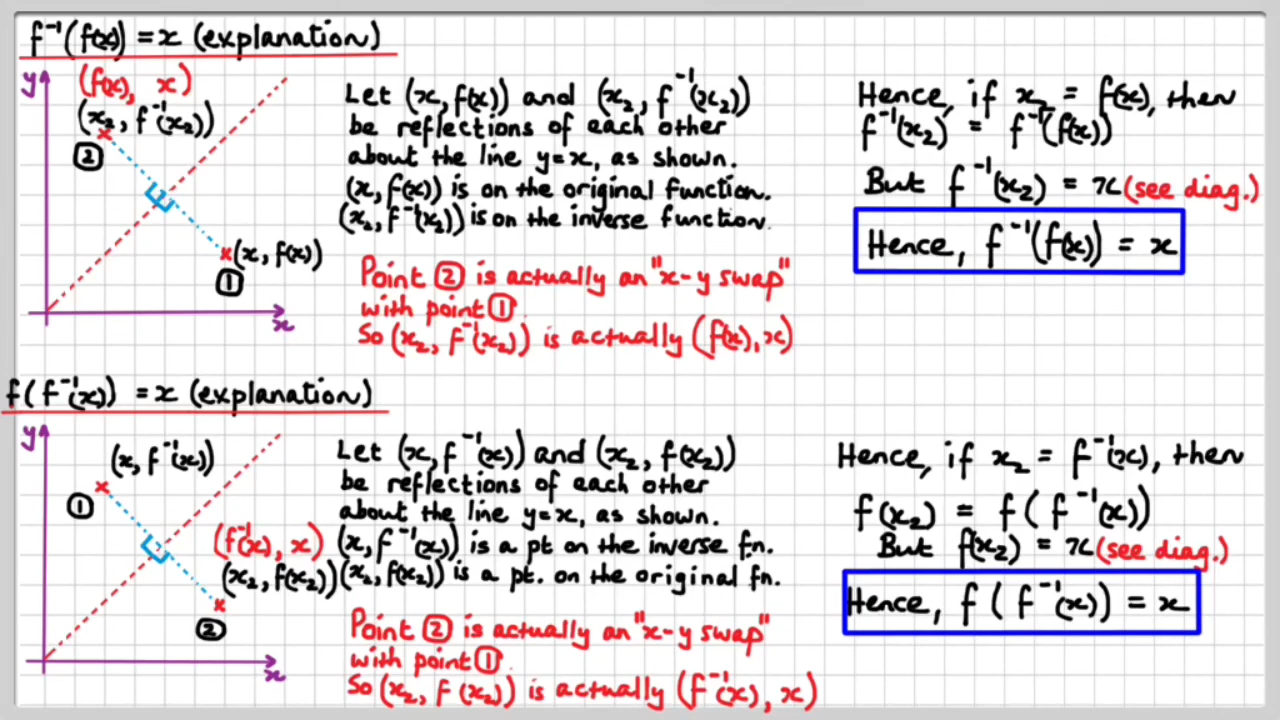 f⁻¹(f(x)) = x (explanation)
y
(f(x), x)
(x₂, f⁻¹(x₂))
②
(x, f(x))
①
x
Let (x, f(x)) and (x₂, f⁻¹(x₂))
be reflections of each other
about the line y=x, as shown.
(x, f(x)) is on the original function.
(x₂, f⁻¹(x₂)) is on the inverse function.
Point ② is actually an "x-y swap"
with point ①
So (x₂, f⁻¹(x₂)) is actually (f(x), x)
Hence, if x₂ = f(x), then
f⁻¹(x₂) = f⁻¹(f(x))
But f⁻¹(x₂) = x (see diag.)
Hence, f⁻¹(f(x)) = x
f(f⁻¹(x)) = x (explanation)
y
(x, f⁻¹(x))
①
(f⁻¹(x), x)
(x₂, f(x₂))
②
x
Let (x, f⁻¹(x)) and (x₂, f(x₂))
be reflections of each other
about the line y=x, as shown.
(x, f⁻¹(x)) is a pt on the inverse fn.
(x₂, f(x₂)) is a pt. on the original fn.
Point ② is actually an "x-y swap"
with point ①
So (x₂, f(x₂)) is actually (f⁻¹(x), x)
Hence, if x₂ = f⁻¹(x), then
f(x₂) = f(f⁻¹(x))
But f(x₂) = x (see diag.)
Hence, f(f⁻¹(x)) = x